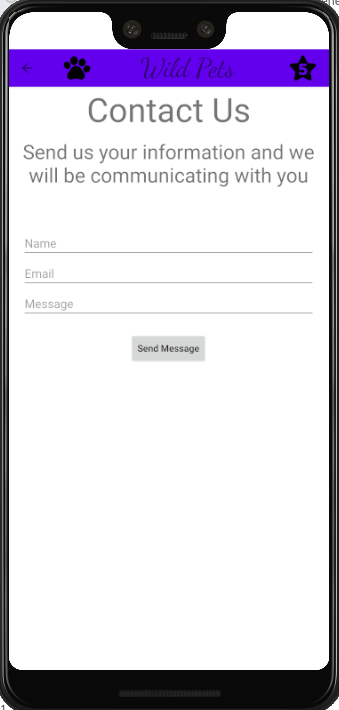 Wild Pets
5
Contact Us
Send us your information and we
will be communicating with you
Name
Email
Message
Send Message
1